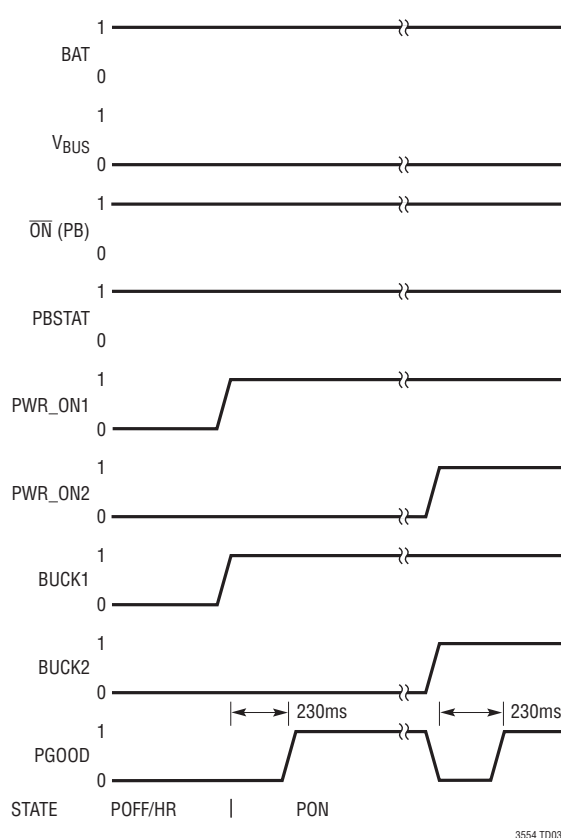 1
BAT
0
1
VBUS
0
1
ON (PB)
0
1
PBSTAT
0
1
PWR_ON1
0
1
PWR_ON2
0
1
BUCK1
0
1
BUCK2
0
230ms 230ms
1
PGOOD
0
STATE POFF/HR PON
3554 TD03